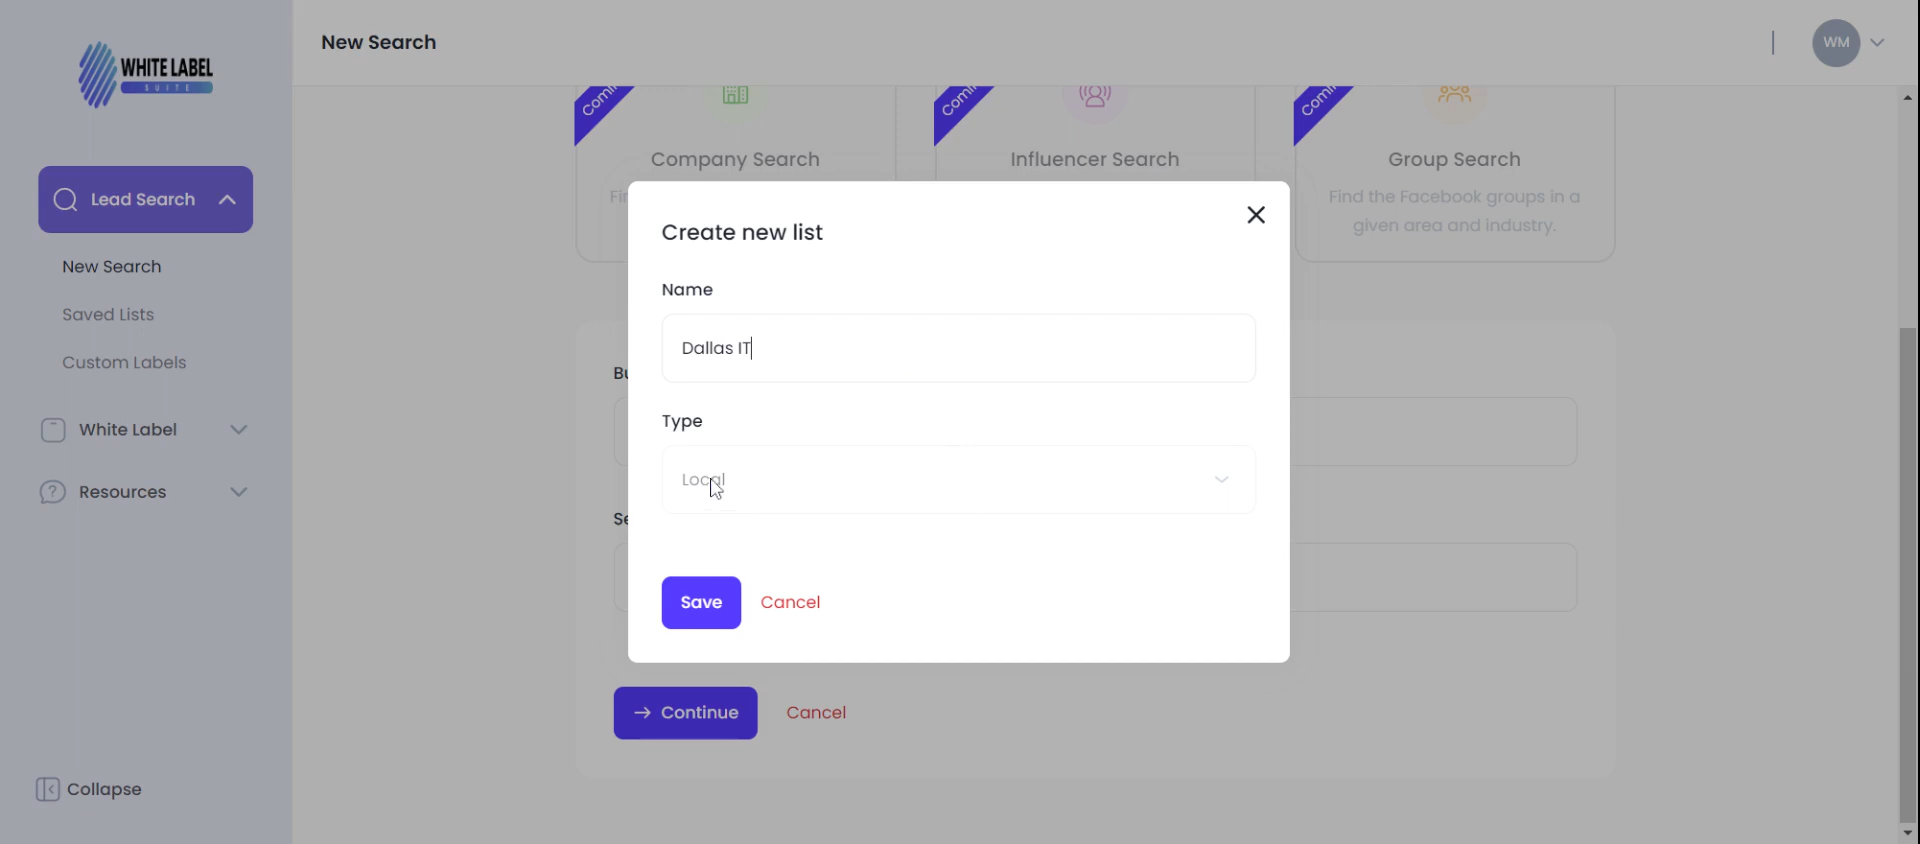 WHITE LABEL
SUITE
New Search
WM
Lead Search
New Search
Saved Lists
Custom Labels
White Label
Resources
Collapse
Company Search
Influencer Search
Group Search
Find the Facebook groups in a
given area and industry.
Create new list
Name
Dallas IT
Type
Local
Save
Cancel
Continue
Cancel